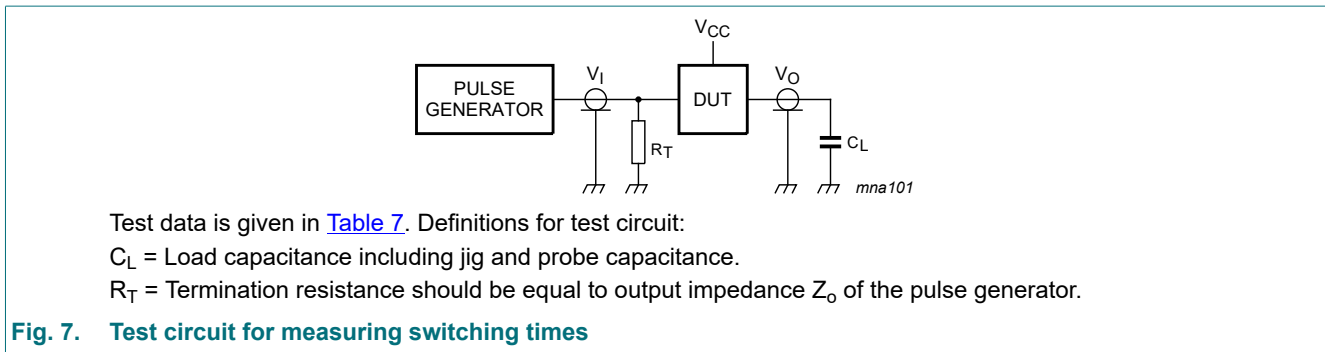 VCC
PULSE
GENERATOR
VI
DUT
VO
RT
CL
mna101
Test data is given in Table 7. Definitions for test circuit:
CL = Load capacitance including jig and probe capacitance.
RT = Termination resistance should be equal to output impedance Zo of the pulse generator.
Fig. 7. Test circuit for measuring switching times